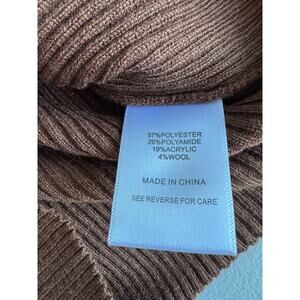 57%POLYESTER
20%POLYAMIDE
19%ACRYLIC
4%WOOL
MADE IN CHINA
SEE REVERSE FOR CARE